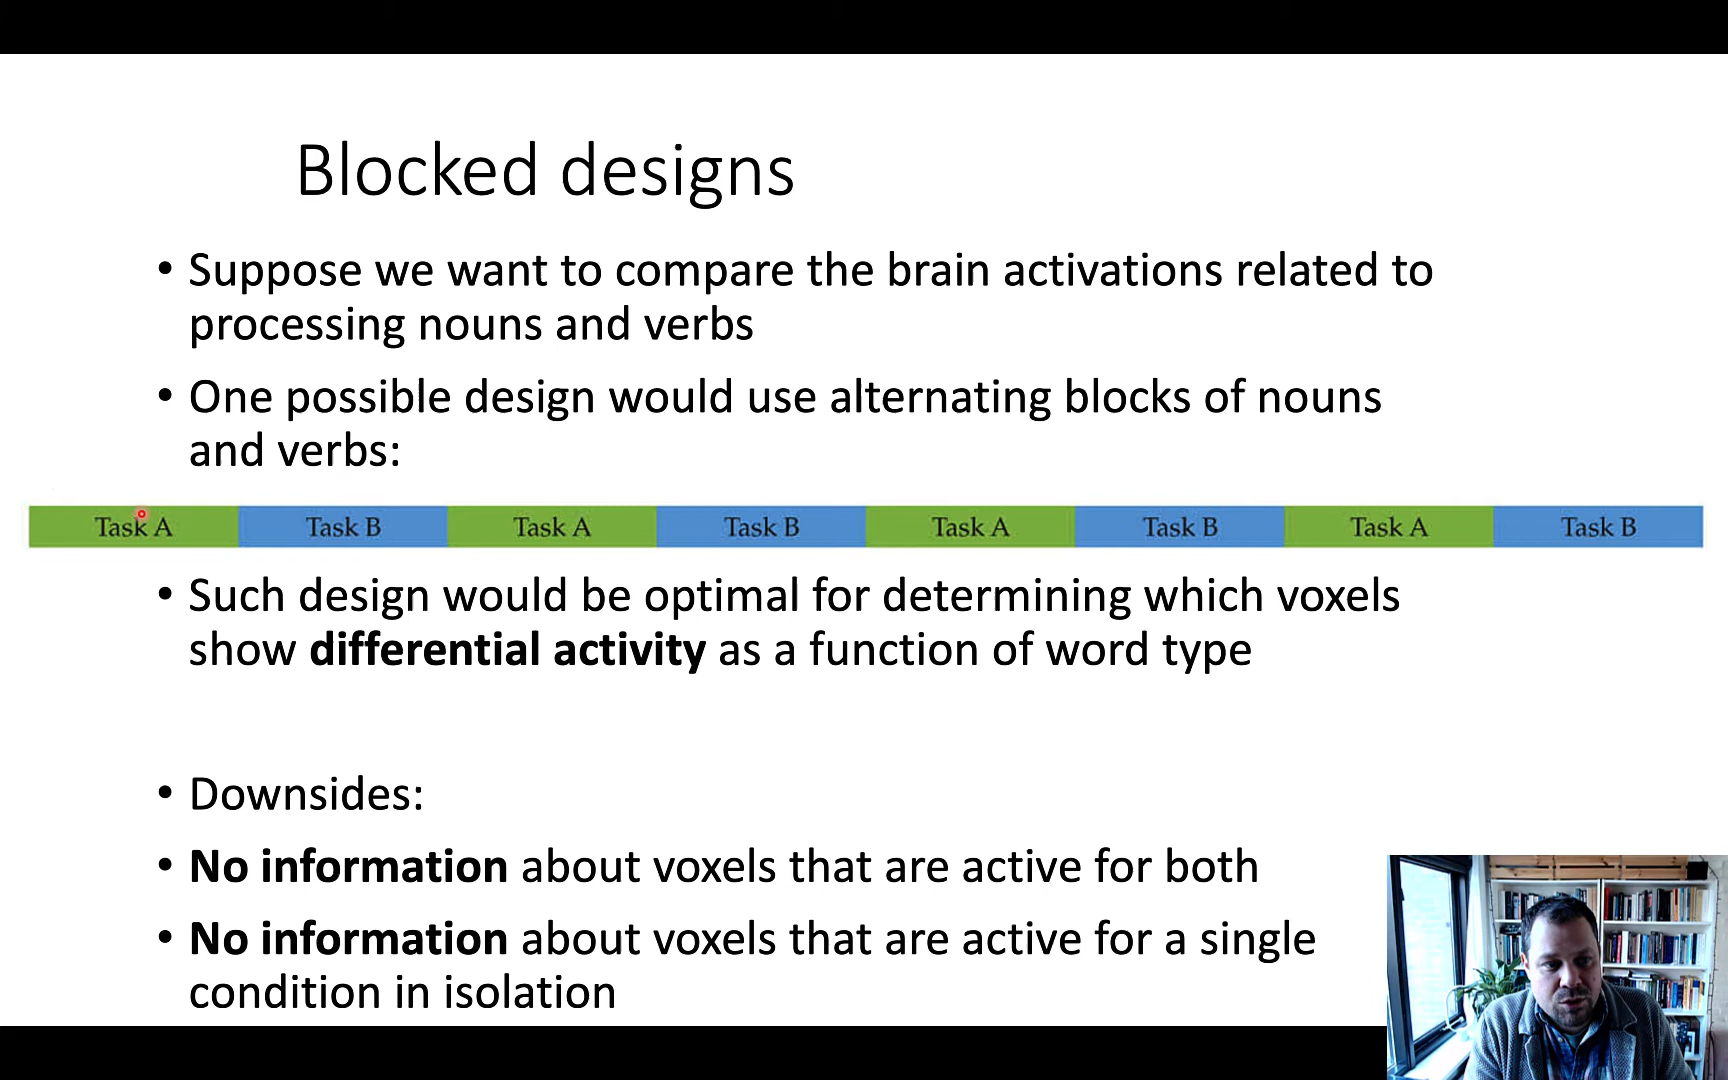 Blocked designs
• Suppose we want to compare the brain activations related to
processing nouns and verbs
• One possible design would use alternating blocks of nouns
and verbs:
Task A Task B Task A Task B Task A Task B Task A Task B
• Such design would be optimal for determining which voxels
show differential activity as a function of word type
• Downsides:
• No information about voxels that are active for both
• No information about voxels that are active for a single
condition in isolation